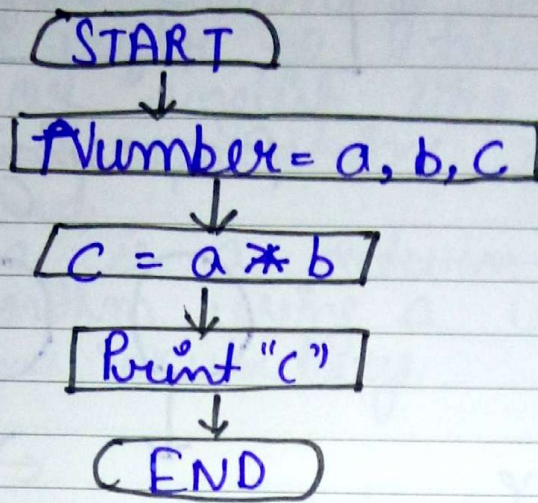 START
Number = a, b, c
C = a * b
Print "c"
END